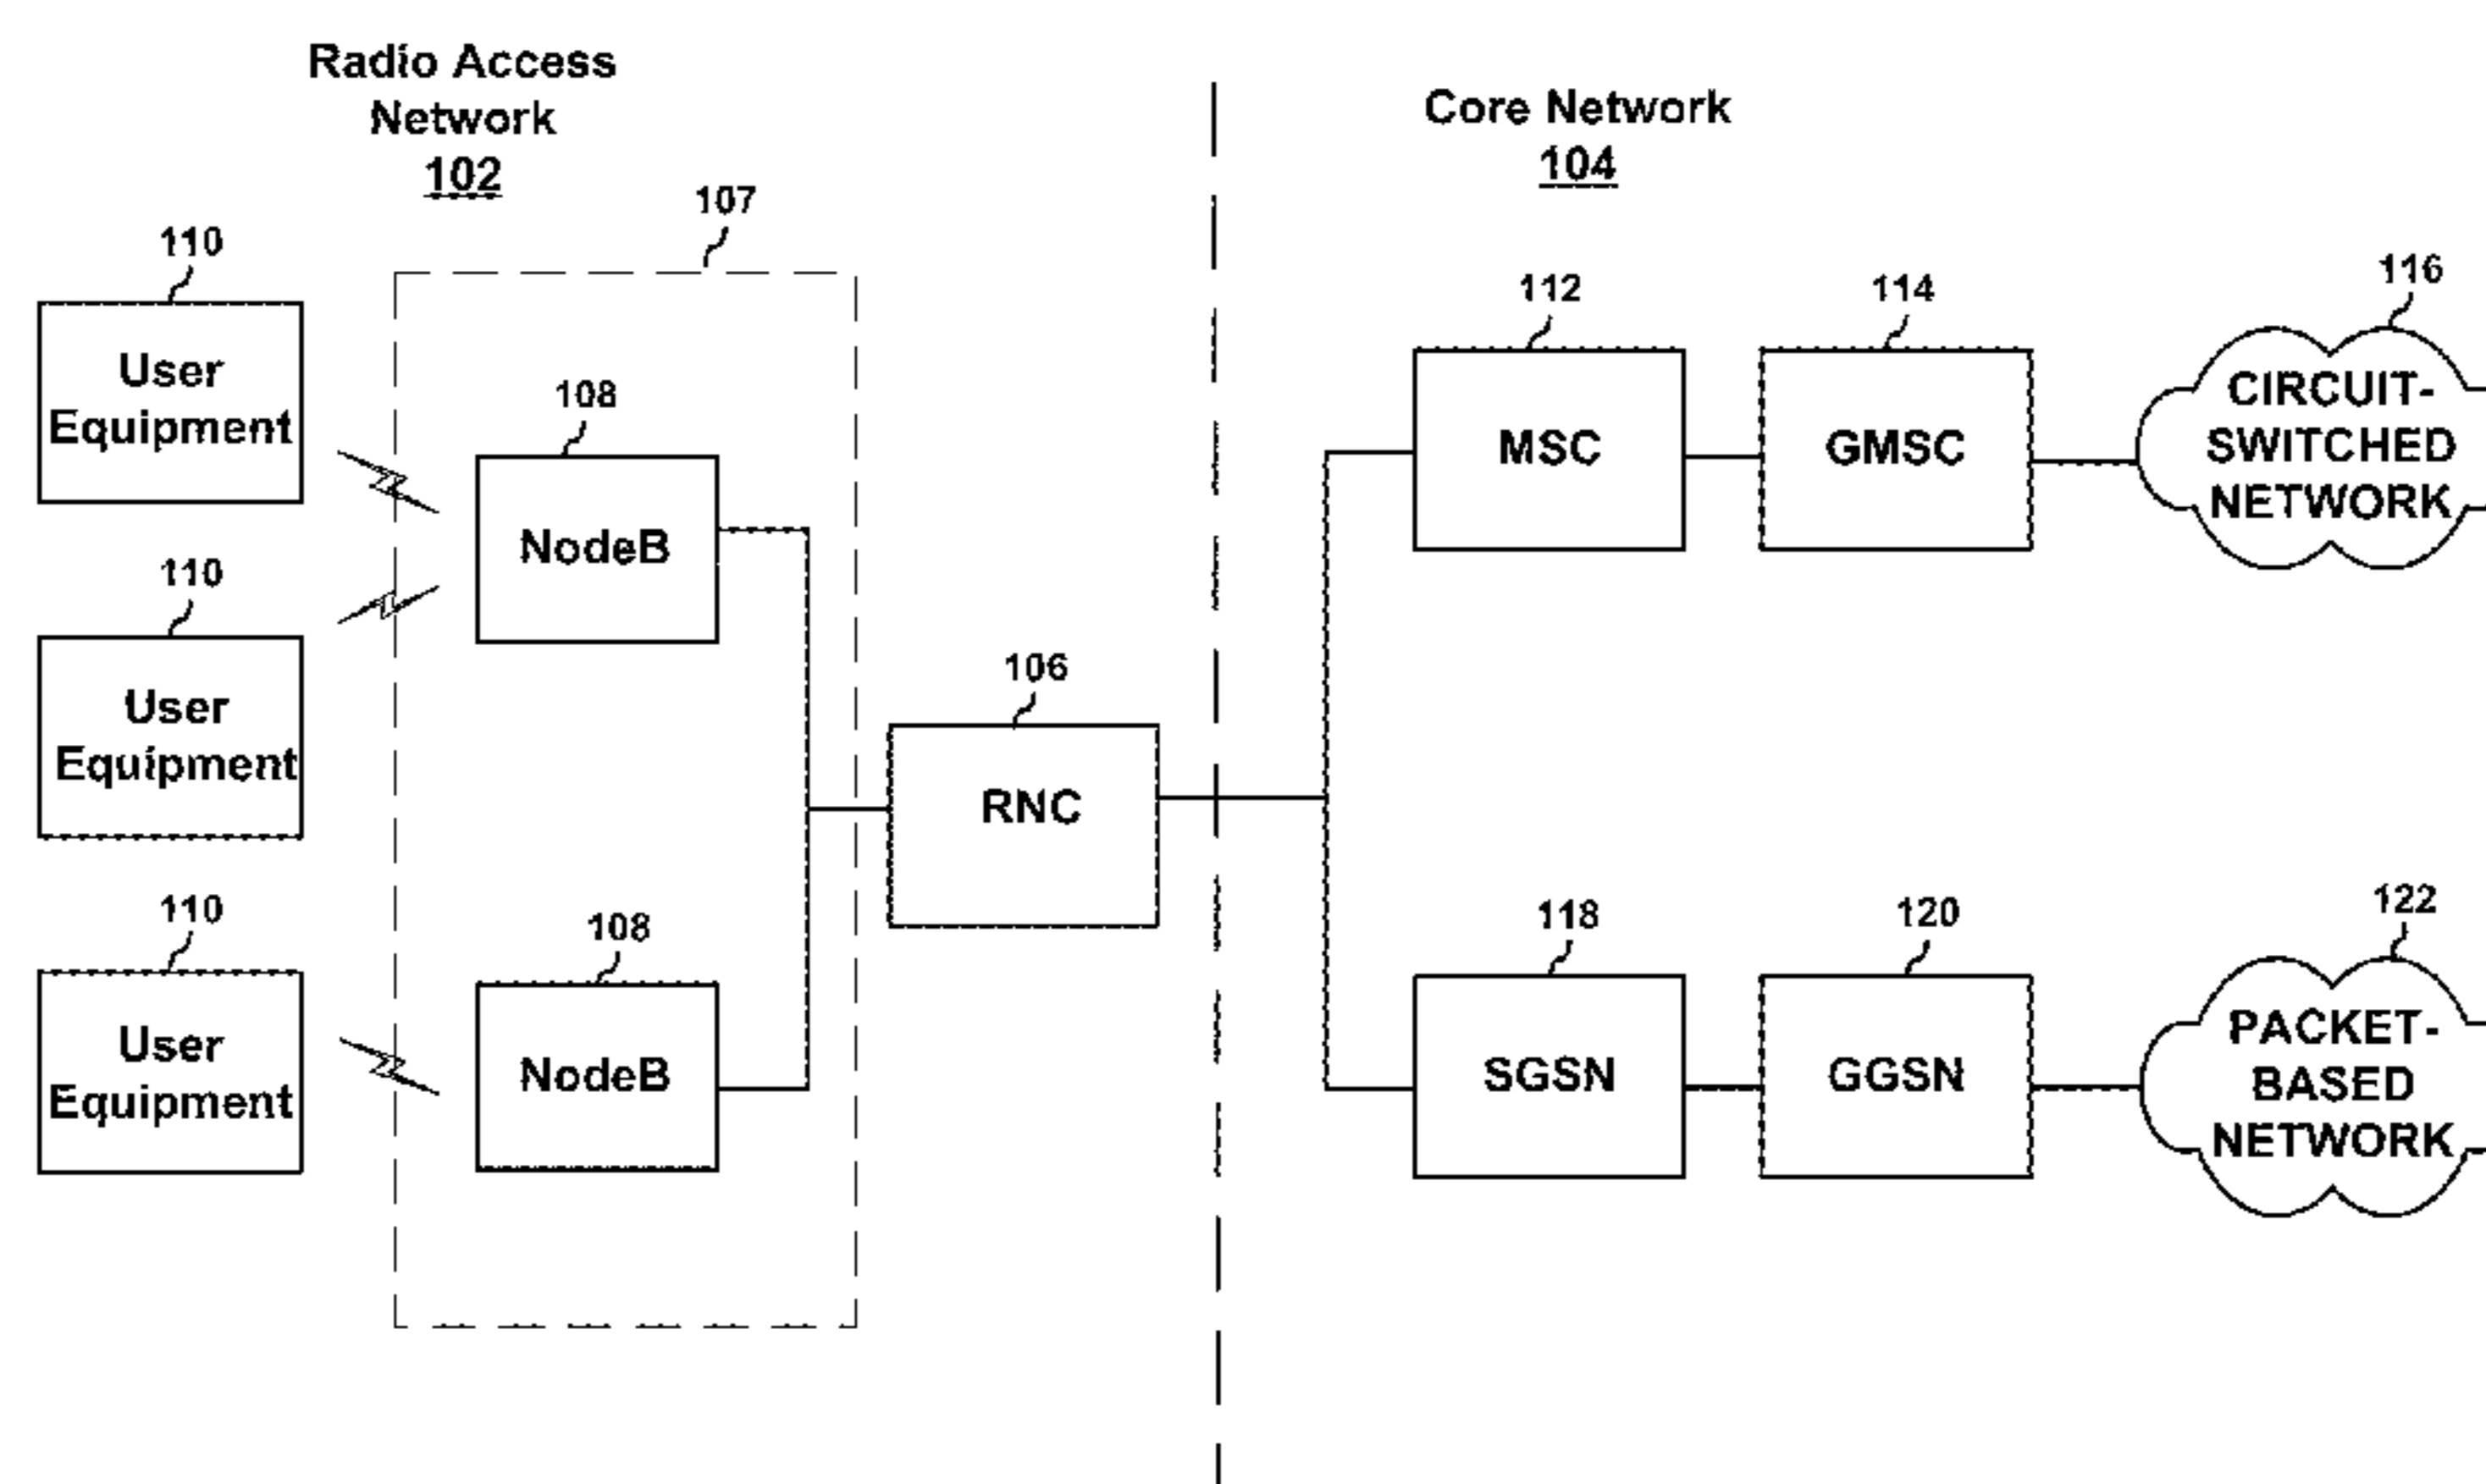 Radio Access
Network
102
Core Network
104
107
110
User
Equipment
108
NodeB
110
User
Equipment
106
RNC
110
User
Equipment
108
NodeB
112
MSC
114
GMSC
116
CIRCUIT-
SWITCHED
NETWORK
118
SGSN
120
GGSN
122
PACKET-
BASED
NETWORK